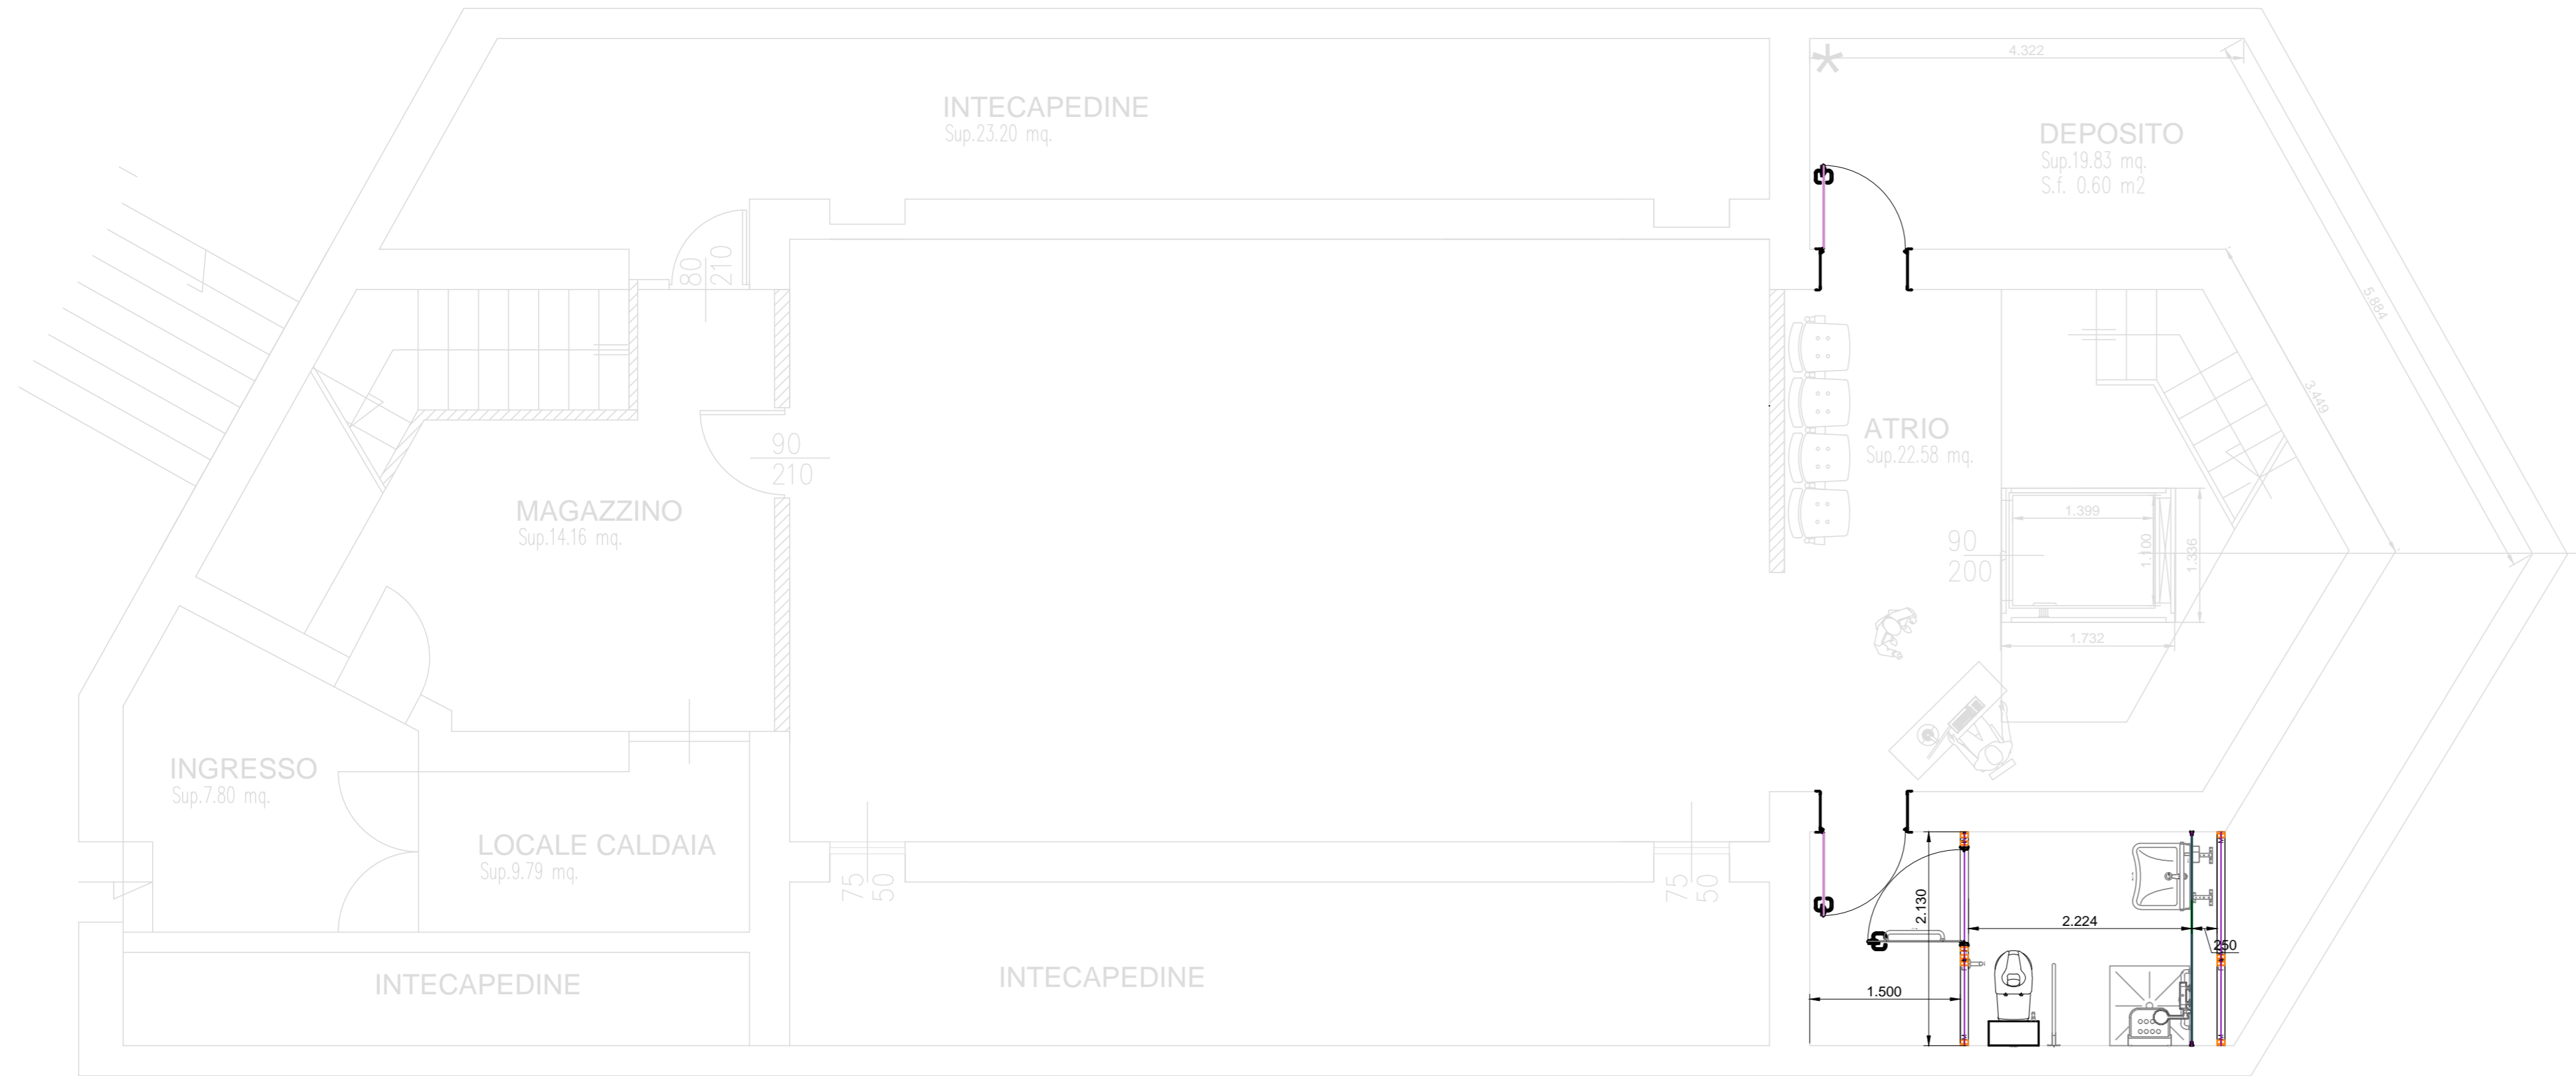 4.322
INTECAPEDINE
Sup.23.20 mq.
DEPOSITO
Sup.19.83 mq.
S.f. 0.60 m2
80
210
5.884
3.449
90
210
ATRIO
Sup.22.58 mq.
MAGAZZINO
Sup.14.16 mq.
1.399
90
200
1.100
1.336
1.732
INGRESSO
Sup.7.80 mq.
LOCALE CALDAIA
Sup.9.79 mq.
75
50
75
50
2.130
2.224
250
INTECAPEDINE
INTECAPEDINE
1.500